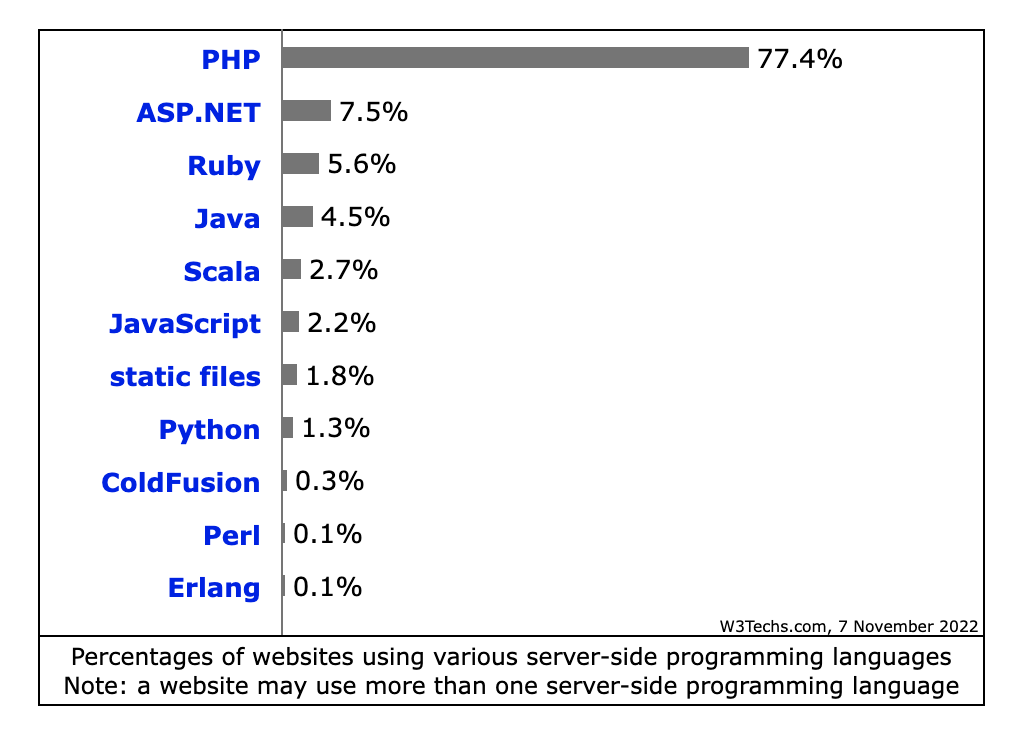 PHP 77.4%
ASP.NET 7.5%
Ruby 5.6%
Java 4.5%
Scala 2.7%
JavaScript 2.2%
static files 1.8%
Python 1.3%
ColdFusion 0.3%
Perl 0.1%
Erlang 0.1%
W3Techs.com, 7 November 2022
Percentages of websites using various server-side programming languages
Note: a website may use more than one server-side programming language